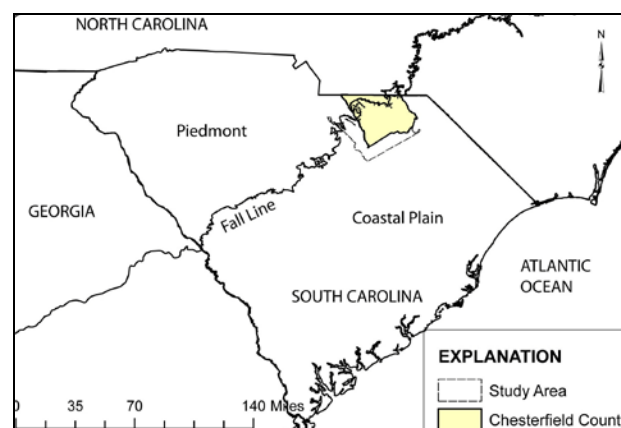 NORTH CAROLINA
N
Piedmont
GEORGIA
Fall Line
Coastal Plain
ATLANTIC
OCEAN
SOUTH CAROLINA
EXPLANATION
Study Area
Chesterfield Count
0 35 70 140 Miles